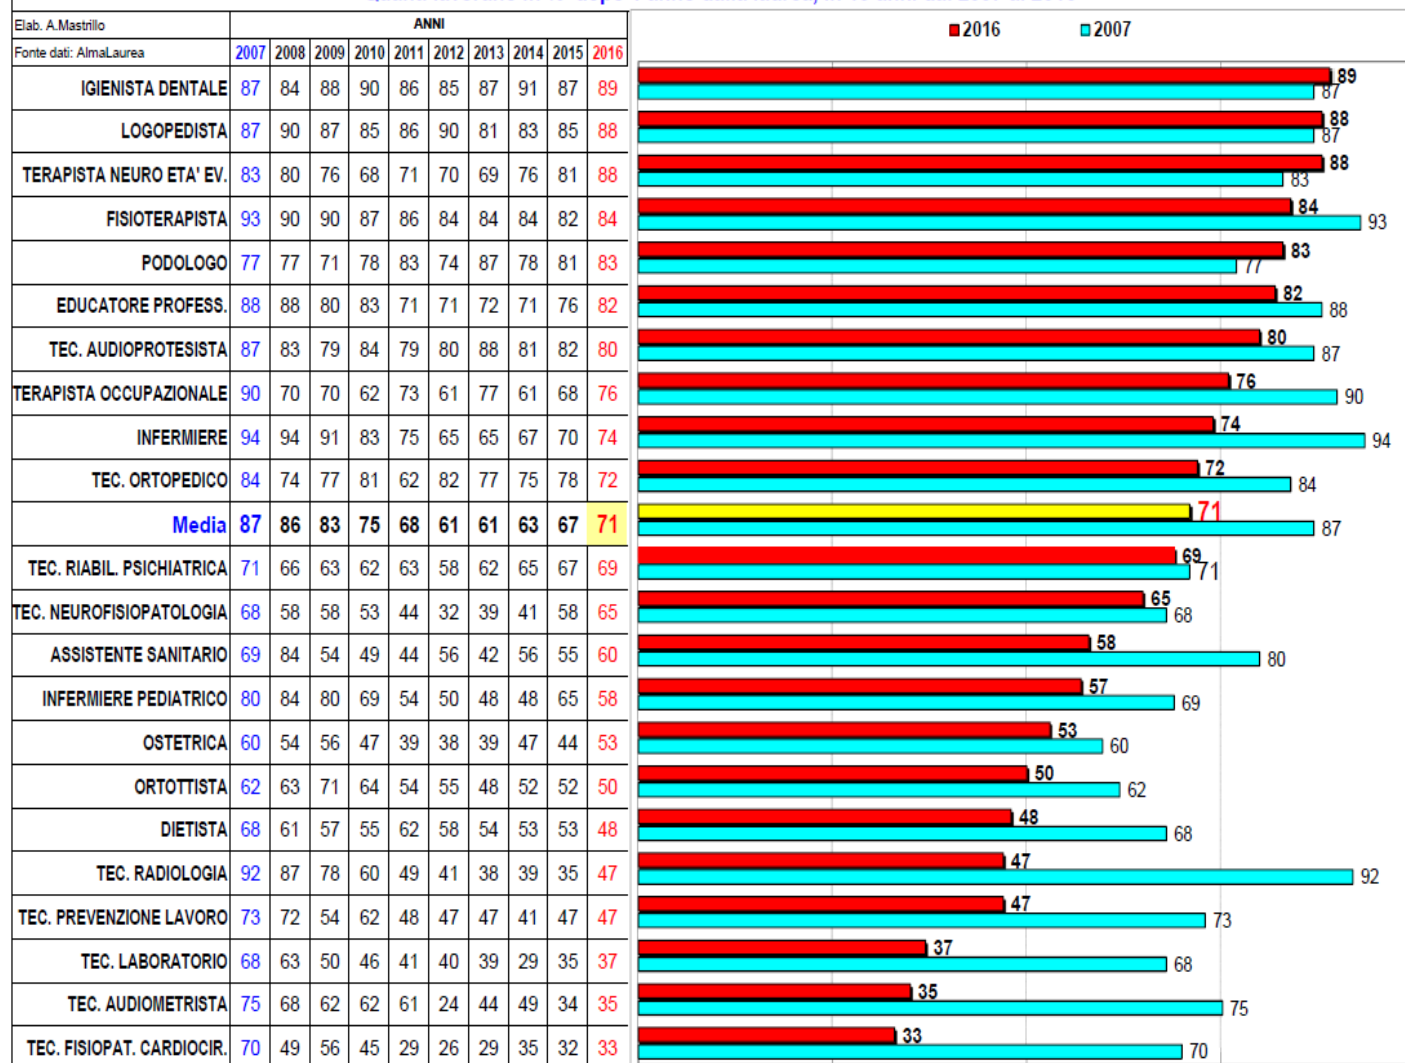 Elab. A.Mastrillo ANNI
Fonte dati: AlmaLaurea 2007 2008 2009 2010 2011 2012 2013 2014 2015 2016
2016 2007
IGIENISTA DENTALE 87 84 88 90 86 85 87 91 87 89 89 87
LOGOPEDISTA 87 90 87 85 86 90 81 83 85 88 88 87
TERAPISTA NEURO ETA' EV. 83 80 76 68 71 70 69 76 81 88 88 83
FISIOTERAPISTA 93 90 90 87 86 84 84 84 82 84 84 93
PODOLOGO 77 77 71 78 83 74 87 78 81 83 83 77
EDUCATORE PROFESS. 88 88 80 83 71 71 72 71 76 82 82 88
TEC. AUDIOPROTESISTA 87 83 79 84 79 80 88 81 82 80 80 87
TERAPISTA OCCUPAZIONALE 90 70 70 62 73 61 77 61 68 76 76 90
INFERMIERE 94 94 91 83 75 65 65 67 70 74 74 94
TEC. ORTOPEDICO 84 74 77 81 62 82 77 75 78 72 72 84
Media 87 86 83 75 68 61 61 63 67 71 71 87
TEC. RIABIL. PSICHIATRICA 71 66 63 62 63 58 62 65 67 69 69 71
TEC. NEUROFISIOPATOLOGIA 68 58 58 53 44 32 39 41 58 65 65 68
ASSISTENTE SANITARIO 69 84 54 49 44 56 42 56 55 60 58 80
INFERMIERE PEDIATRICO 80 84 80 69 54 50 48 48 65 58 57 69
OSTETRICA 60 54 56 47 39 38 39 47 44 53 53 60
ORTOTTISTA 62 63 71 64 54 55 48 52 52 50 50 62
DIETISTA 68 61 57 55 62 58 54 53 53 48 48 68
TEC. RADIOLOGIA 92 87 78 60 49 41 38 39 35 47 47 92
TEC. PREVENZIONE LAVORO 73 72 54 62 48 47 47 41 47 47 47 73
TEC. LABORATORIO 68 63 50 46 41 40 39 29 35 37 37 68
TEC. AUDIOMETRISTA 75 68 62 62 61 24 44 49 34 35 35 75
TEC. FISIOPAT. CARDIOCIR. 70 49 56 45 29 26 29 35 32 33 33 70